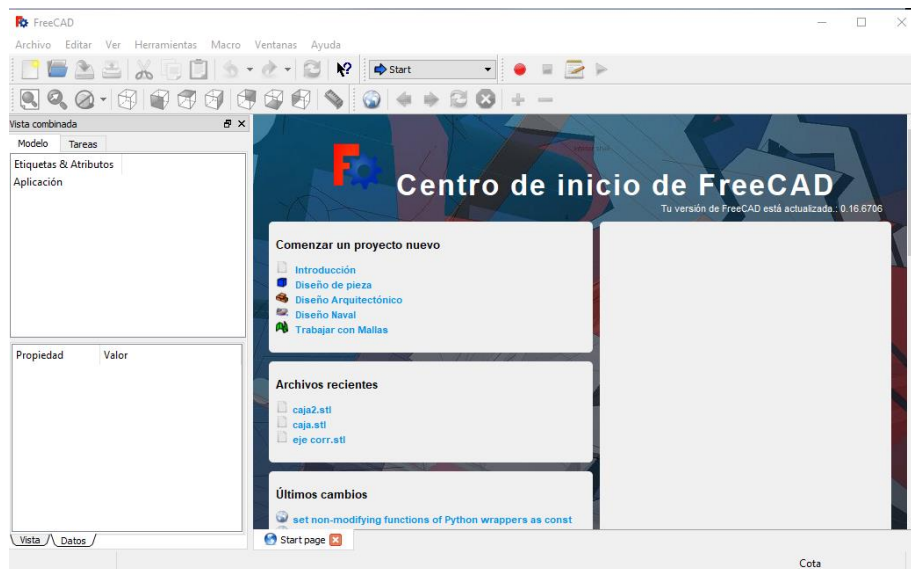 FreeCAD
Archivo Editar Ver Herramientas Macro Ventanas Ayuda
Start
Vista combinada
Modelo Tareas
Etiquetas & Atributos
Aplicación
Propiedad Valor
Vista Datos
Centro de inicio de FreeCAD
Tu versión de FreeCAD está actualizada.: 0.16.6706
Comenzar un proyecto nuevo
Introducción
Diseño de pieza
Diseño Arquitectónico
Diseño Naval
Trabajar con Mallas
Archivos recientes
caja2.stl
caja.stl
eje corr.stl
Últimos cambios
set non-modifying functions of Python wrappers as const
Start page
Cota